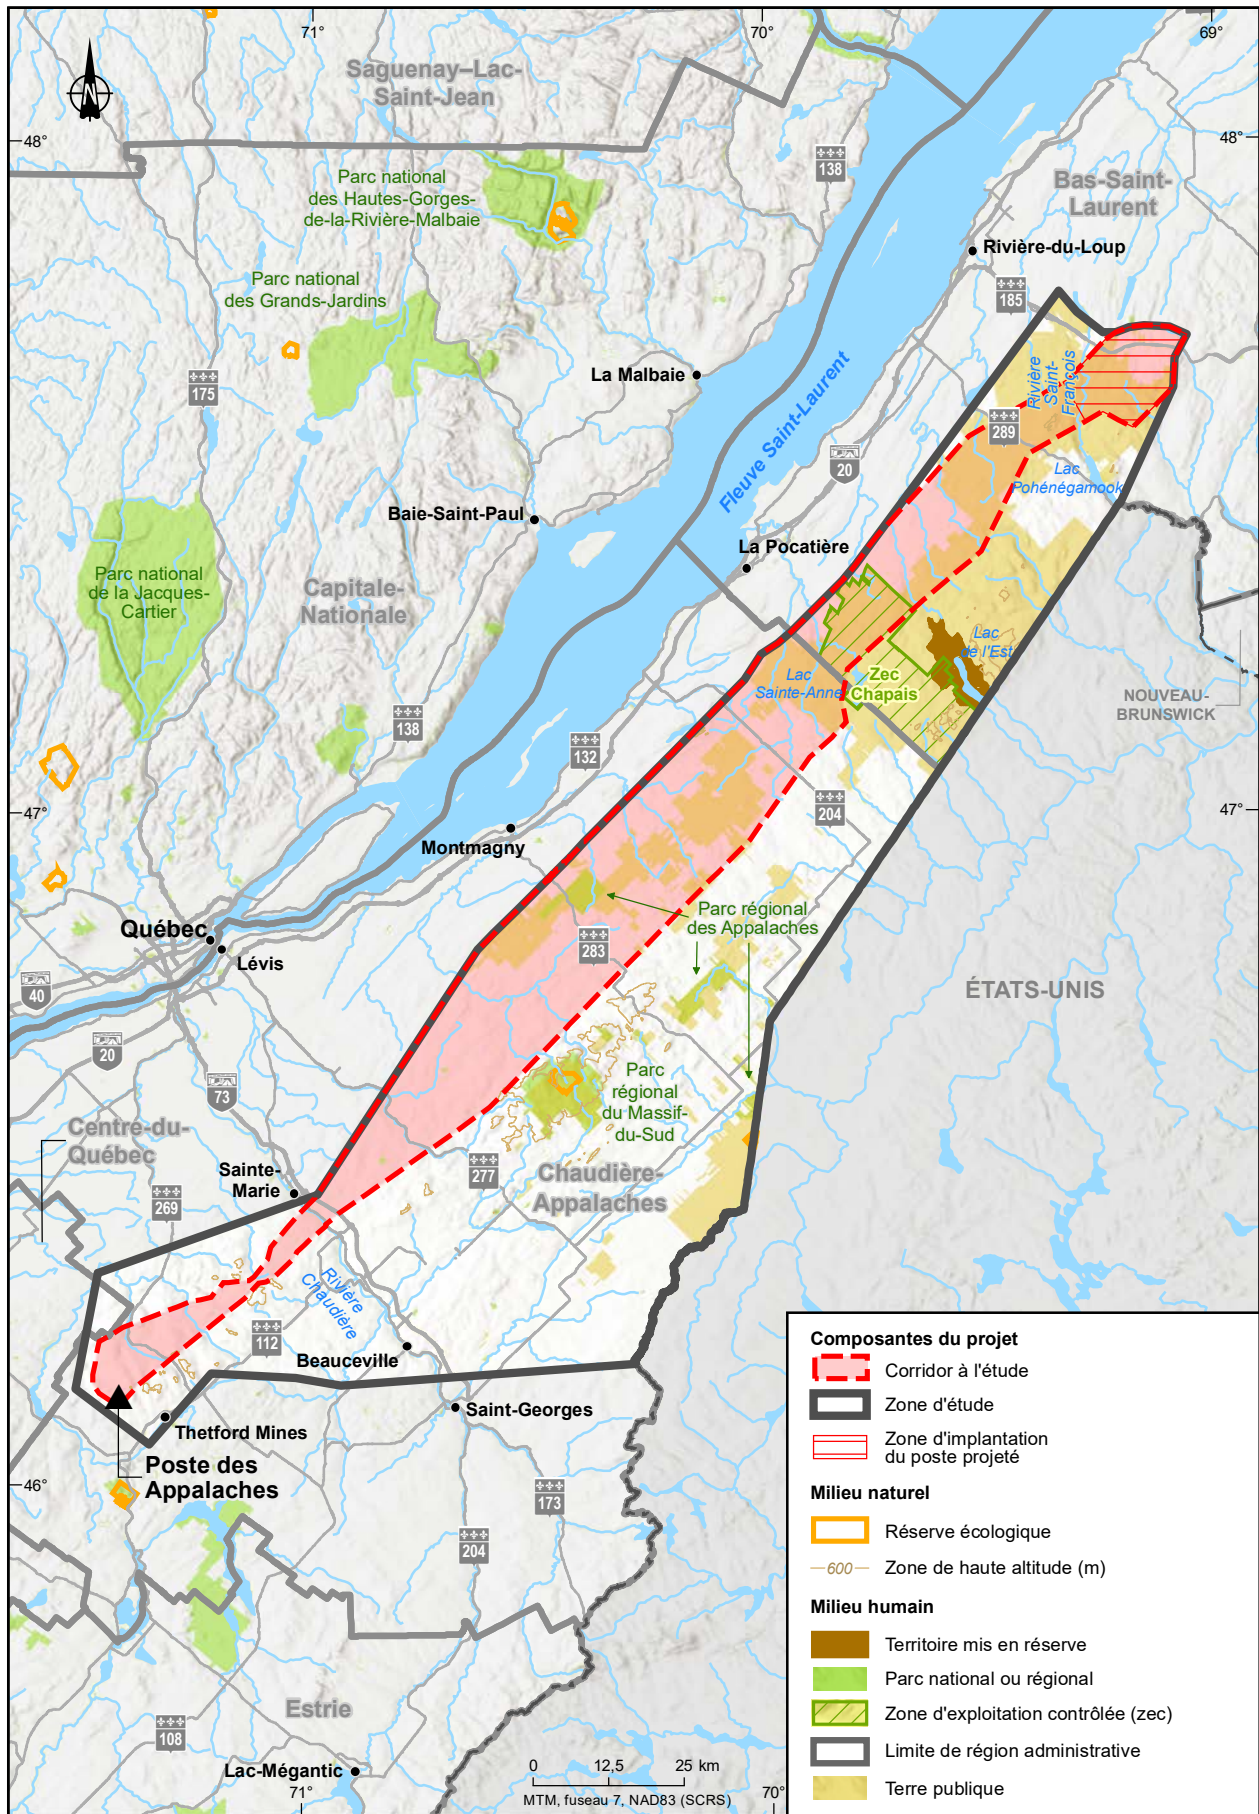 71°
70°
69°
N
Saguenay–Lac-
Saint-Jean
48°
48°
138
Parc national
des Hautes-Gorges-
de-la-Rivière-Malbaie
Bas-Saint-
Laurent
Rivière-du-Loup
185
Parc national
des Grands-Jardins
175
La Malbaie
Rivière
Saint-
François
289
Fleuve Saint-Laurent
20
Lac
Pohénégamook
Baie-Saint-Paul
La Pocatière
Parc national
de la Jacques-
Cartier
Capitale-
Nationale
Lac
de l'Est
Lac
Sainte-Anne
Zec
Chapais
NOUVEAU-
BRUNSWICK
138
132
47°
47°
204
Montmagny
Parc régional
des Appalaches
Québec
Lévis
283
40
ÉTATS-UNIS
20
73
Parc
régional
du Massif-
du-Sud
Centre-du-
Québec
Sainte-
Marie
277
Chaudière-
Appalaches
269
Rivière
Chaudière
112
Beauceville
Saint-Georges
Thetford Mines
Poste des
Appalaches
46°
173
204
Estrie
108
Lac-Mégantic
71°
70°
0 12,5 25 km
MTM, fuseau 7, NAD83 (SCRS)
Composantes du projet
Corridor à l'étude
Zone d'étude
Zone d'implantation
du poste projeté
Milieu naturel
Réserve écologique
600 Zone de haute altitude (m)
Milieu humain
Territoire mis en réserve
Parc national ou régional
Zone d'exploitation contrôlée (zec)
Limite de région administrative
Terre publique